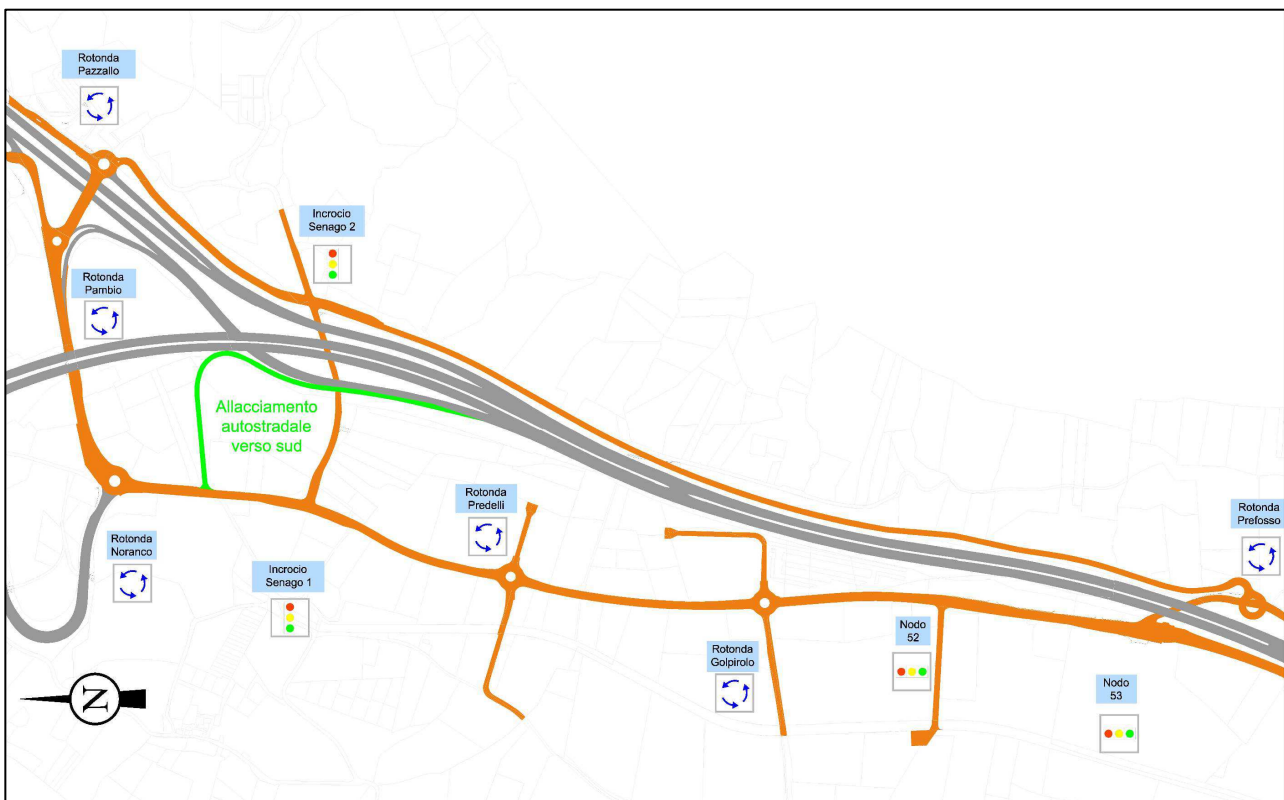 Rotonda
Pazzallo
Incrocio
Senago 2
Rotonda
Pambio
Allacciamento
autostradale
verso sud
Rotonda
Predelli
Rotonda
Prefosso
Rotonda
Noranco
Incrocio
Senago 1
Nodo
52
Rotonda
Golpirolo
Nodo
53
N